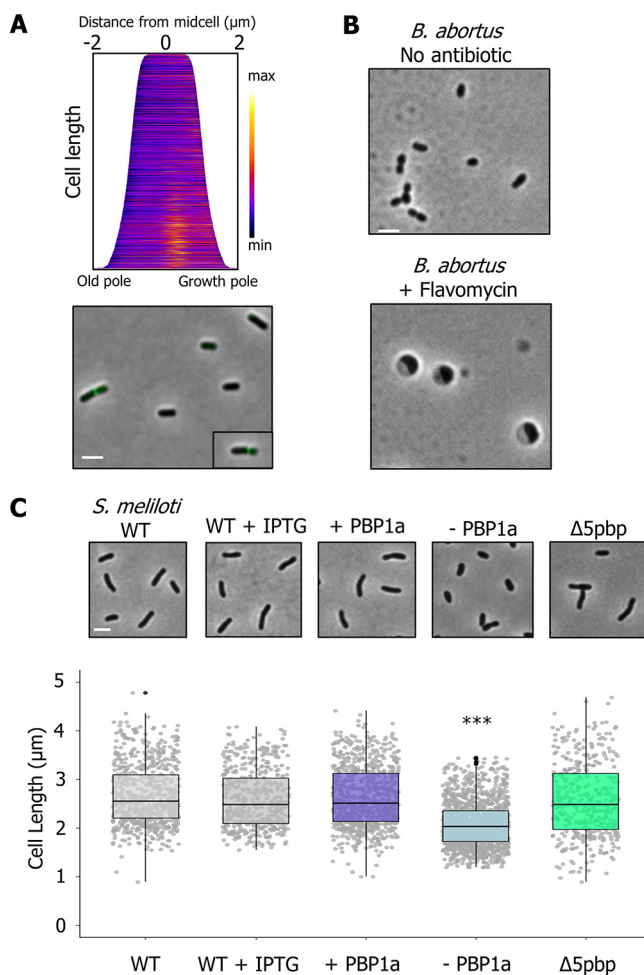 A
Distance from midcell (µm)
-2 0 2
Cell length
max
min
Old pole Growth pole
B
B. abortus
No antibiotic
B. abortus
+ Flavomycin
C
S. meliloti
WT
WT + IPTG
+ PBP1a
- PBP1a
Δ5pbp
Cell Length (µm)
5
4
3
2
1
0
***
WT
WT + IPTG
+ PBP1a
- PBP1a
Δ5pbp